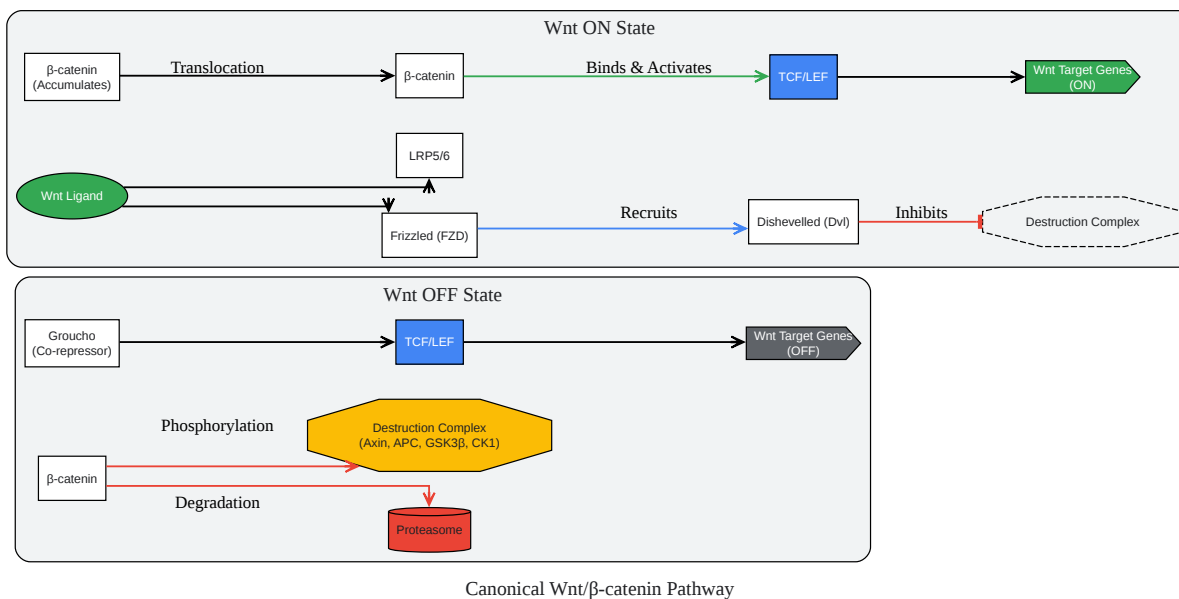 Wnt ON State
β-catenin
(Accumulates)
Translocation
β-catenin
Binds & Activates
TCF/LEF
Wnt Target Genes
(ON)
LRP5/6
Wnt Ligand
Frizzled (FZD)
Recruits
Dishevelled (Dvl)
Inhibits
Destruction Complex
Wnt OFF State
Groucho
(Co-repressor)
TCF/LEF
Wnt Target Genes
(OFF)
Phosphorylation
Destruction Complex
(Axin, APC, GSK3β, CK1)
β-catenin
Degradation
Proteasome
Canonical Wnt/β-catenin Pathway